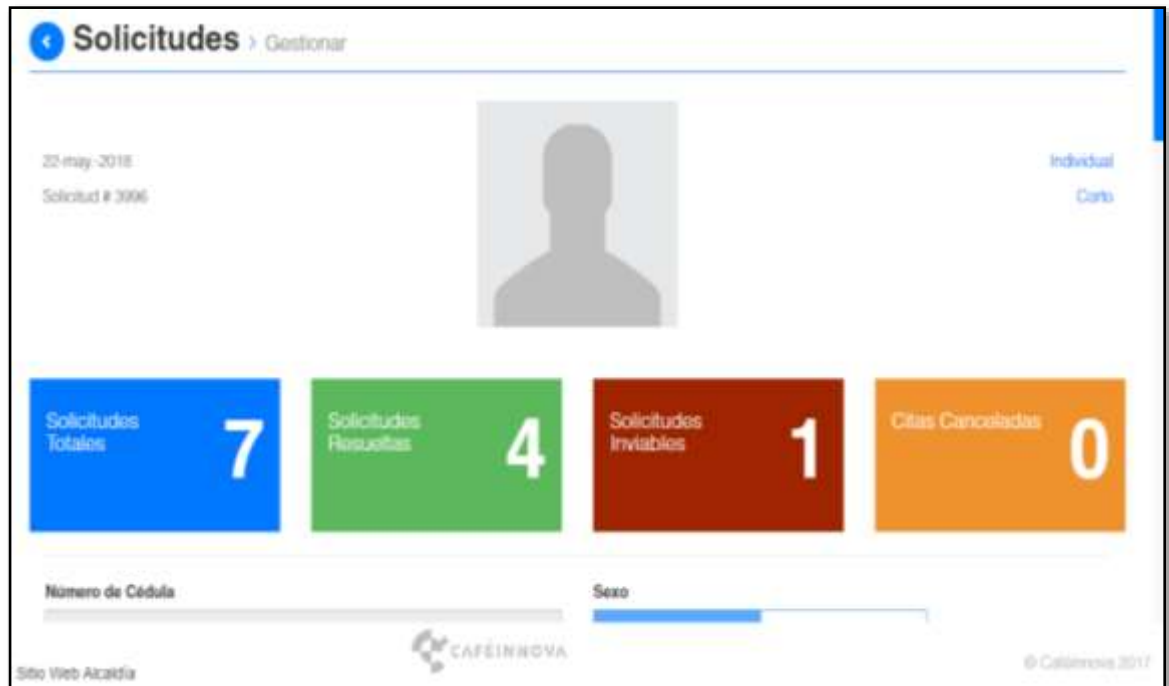 Solicitudes › Gestionar
22-may.-2018
Solicitud # 3996
Individual
Corto
Solicitudes
Totales
7
Solicitudes
Resueltas
4
Solicitudes
Inviables
1
Citas Canceladas
0
Número de Cédula
Sexo
CAFÉINNOVA
Sitio Web Alcaldía
© Caféinnova 2017